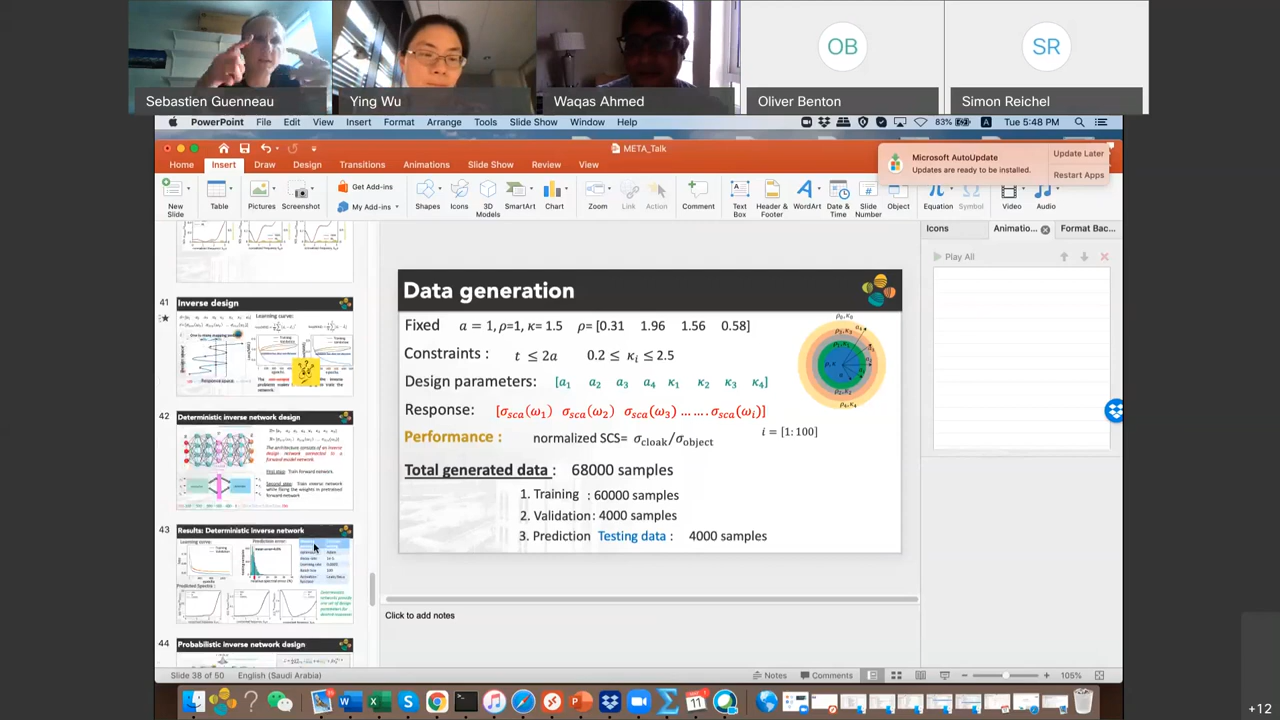 OB
SR
Sebastien Guenneau
Ying Wu
Waqas Ahmed
Oliver Benton
Simon Reichel
PowerPoint File Edit View Insert Format Arrange Tools Slide Show Window Help
83% Tue 5:48 PM
META_Talk
Microsoft AutoUpdate
Updates are ready to be installed.
Update Later
Restart Apps
Home Insert Draw Design Transitions Animations Slide Show Review View
New Slide
Table
Pictures
Screenshot
Get Add-ins
My Add-ins
Shapes
Icons
3D Models
SmartArt
Chart
Zoom
Link
Action
Comment
Text Box
Header & Footer
WordArt
Date & Time
Slide Number
Object
Equation
Symbol
Video
Audio
Icons
Animatio...
Format Bac...
Play All
41
Inverse design
Learning curve:
42
Deterministic inverse network design
43
Results: Deterministic inverse network
Learning curve:
44
Probabilistic inverse network design
Data generation
Fixed a = 1, ρ=1, κ= 1.5 ρ= [0.31 1.96 1.56 0.58]
Constraints : t ≤ 2a 0.2 ≤ κᵢ ≤ 2.5
Design parameters: [a₁ a₂ a₃ a₄ κ₁ κ₂ κ₃ κ₄]
Response: [σsca(ω₁) σsca(ω₂) σsca(ω₃) ... .... σsca(ωᵢ)]
Performance : normalized SCS= σcloak/σobject
i = [1: 100]
Total generated data : 68000 samples
1. Training : 60000 samples
2. Validation: 4000 samples
3. Prediction Testing data : 4000 samples
Click to add notes
Slide 38 of 50 English (Saudi Arabia)
Notes Comments 105%
+12